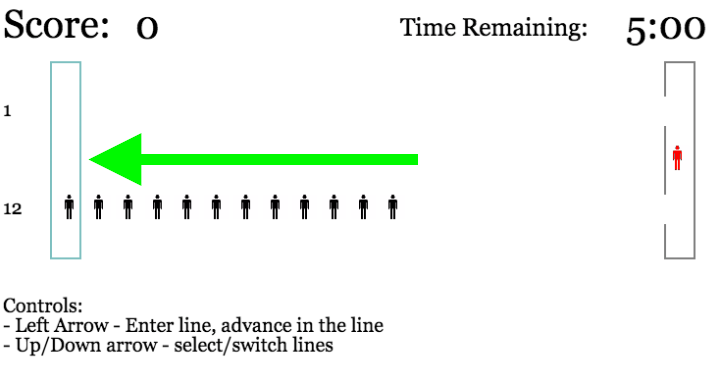 Score: 0 Time Remaining: 5:00
1
12
Controls:
- Left Arrow - Enter line, advance in the line
- Up/Down arrow - select/switch lines